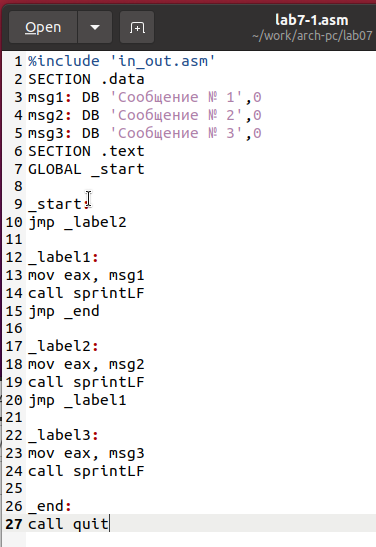 Open
lab7-1.asm
~/work/arch-pc/lab07
1 %include 'in_out.asm'
2 SECTION .data
3 msg1: DB 'Сообщение № 1',0
4 msg2: DB 'Сообщение № 2',0
5 msg3: DB 'Сообщение № 3',0
6 SECTION .text
7 GLOBAL _start
8
9 _start:
10 jmp _label2
11
12 _label1:
13 mov eax, msg1
14 call sprintLF
15 jmp _end
16
17 _label2:
18 mov eax, msg2
19 call sprintLF
20 jmp _label1
21
22 _label3:
23 mov eax, msg3
24 call sprintLF
25
26 _end:
27 call quit